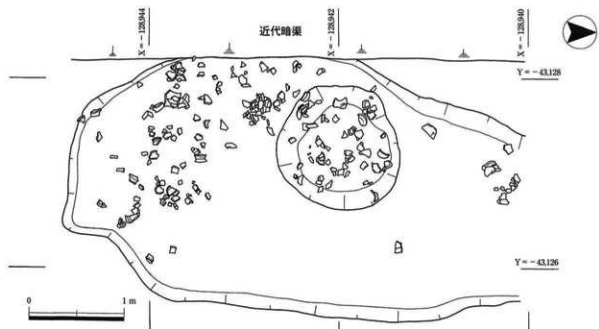 X = −128,944
近代暗渠
X = −128,942
X = −128,940
Y = −43,128
Y = −43,126
0
1 m